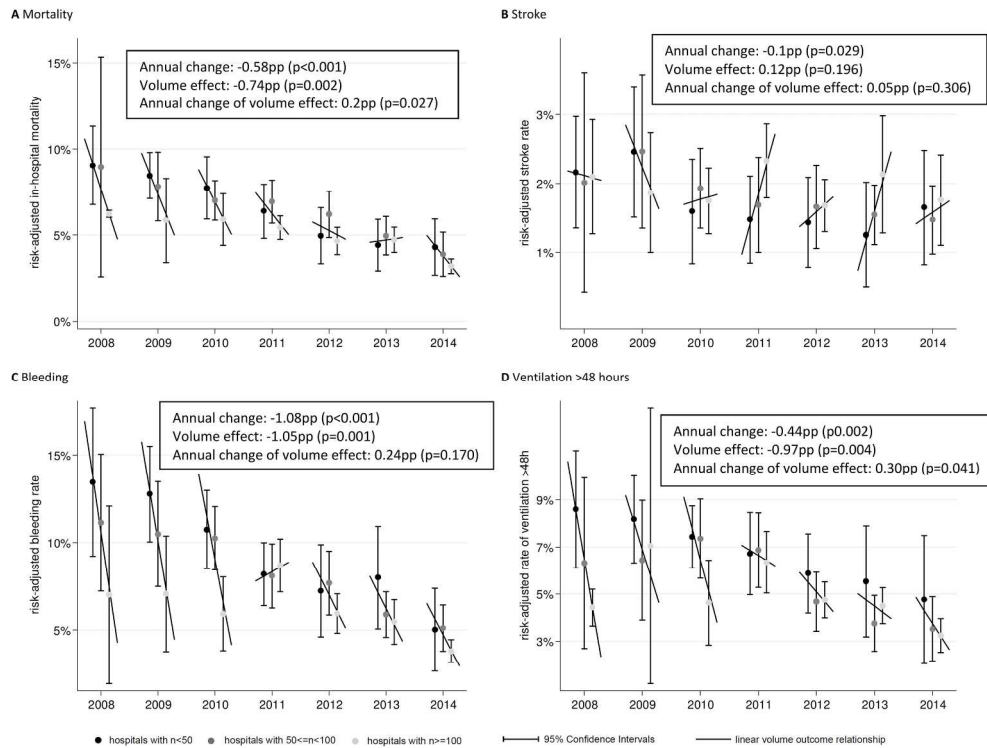 A Mortality
risk-adjusted in-hospital mortality
15%
10%
5%
0%
Annual change: -0.58pp (p<0.001)
Volume effect: -0.74pp (p=0.002)
Annual change of volume effect: 0.2pp (p=0.027)
2008 2009 2010 2011 2012 2013 2014
B Stroke
risk-adjusted stroke rate
3%
2%
1%
Annual change: -0.1pp (p=0.029)
Volume effect: 0.12pp (p=0.196)
Annual change of volume effect: 0.05pp (p=0.306)
2008 2009 2010 2011 2012 2013 2014
C Bleeding
risk-adjusted bleeding rate
15%
10%
5%
Annual change: -1.08pp (p<0.001)
Volume effect: -1.05pp (p=0.001)
Annual change of volume effect: 0.24pp (p=0.170)
2008 2009 2010 2011 2012 2013 2014
D Ventilation >48 hours
risk-adjusted rate of ventilation >48h
9%
7%
5%
3%
Annual change: -0.44pp (p0.002)
Volume effect: -0.97pp (p=0.004)
Annual change of volume effect: 0.30pp (p=0.041)
2008 2009 2010 2011 2012 2013 2014
hospitals with n<50 hospitals with 50<=n<100 hospitals with n>=100 95% Confidence Intervals linear volume outcome relationship